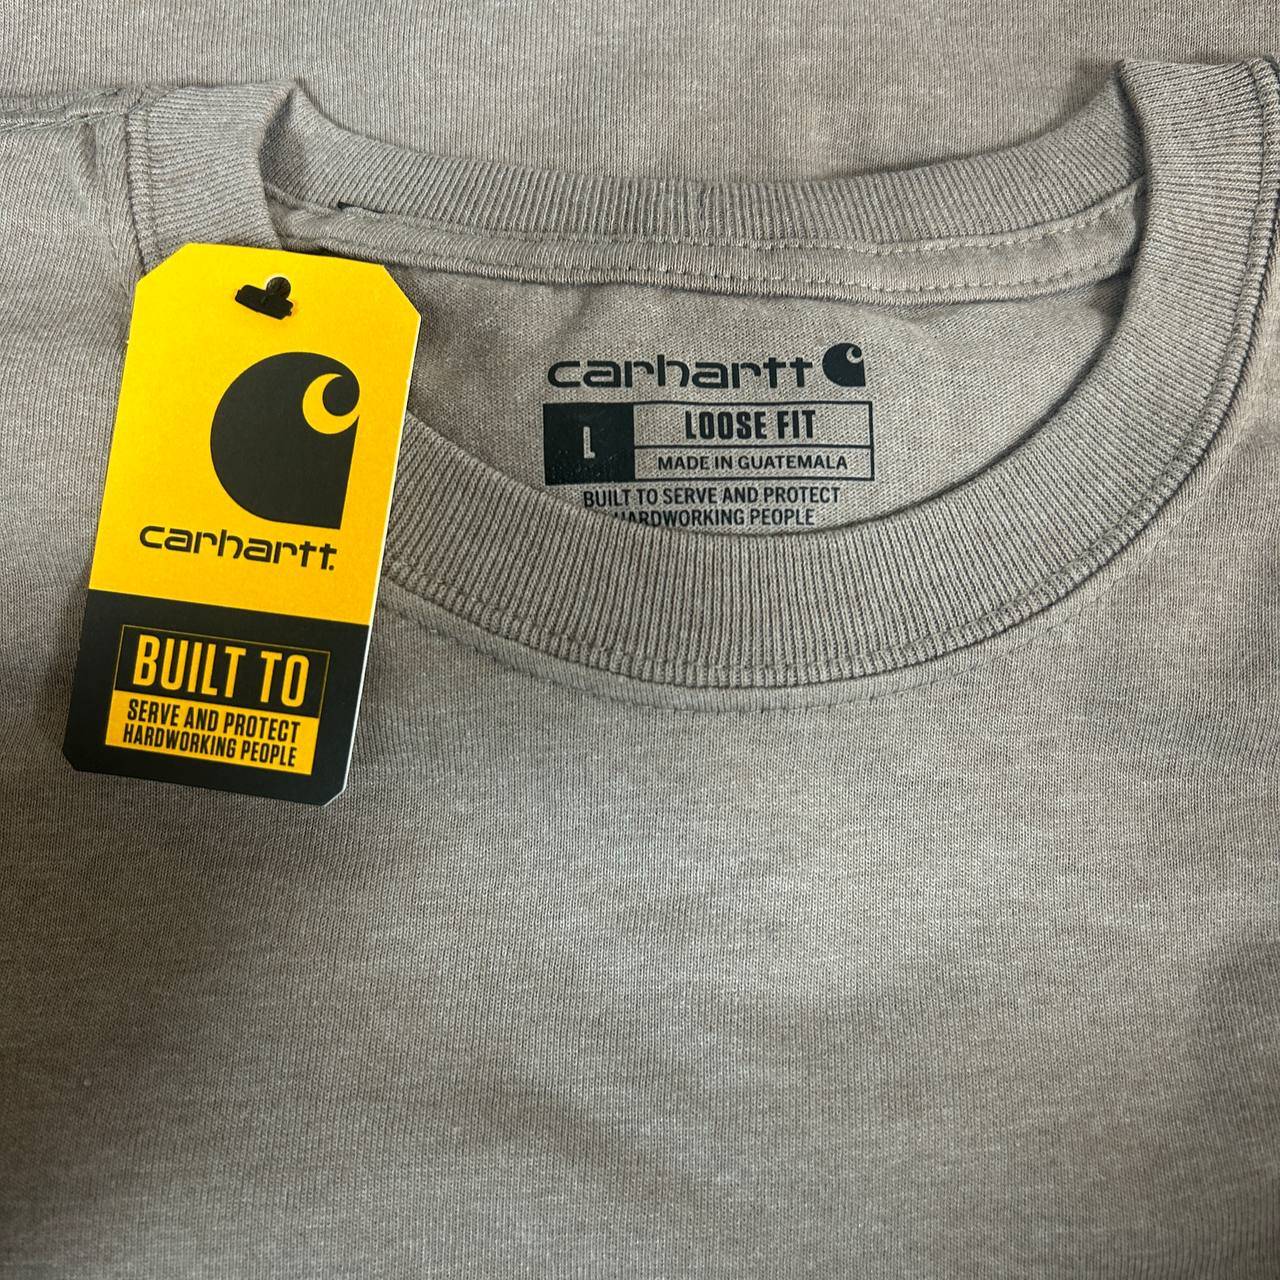 carhartt
L
LOOSE FIT
MADE IN GUATEMALA
BUILT TO SERVE AND PROTECT
HARDWORKING PEOPLE
carhartt.
BUILT TO
SERVE AND PROTECT
HARDWORKING PEOPLE